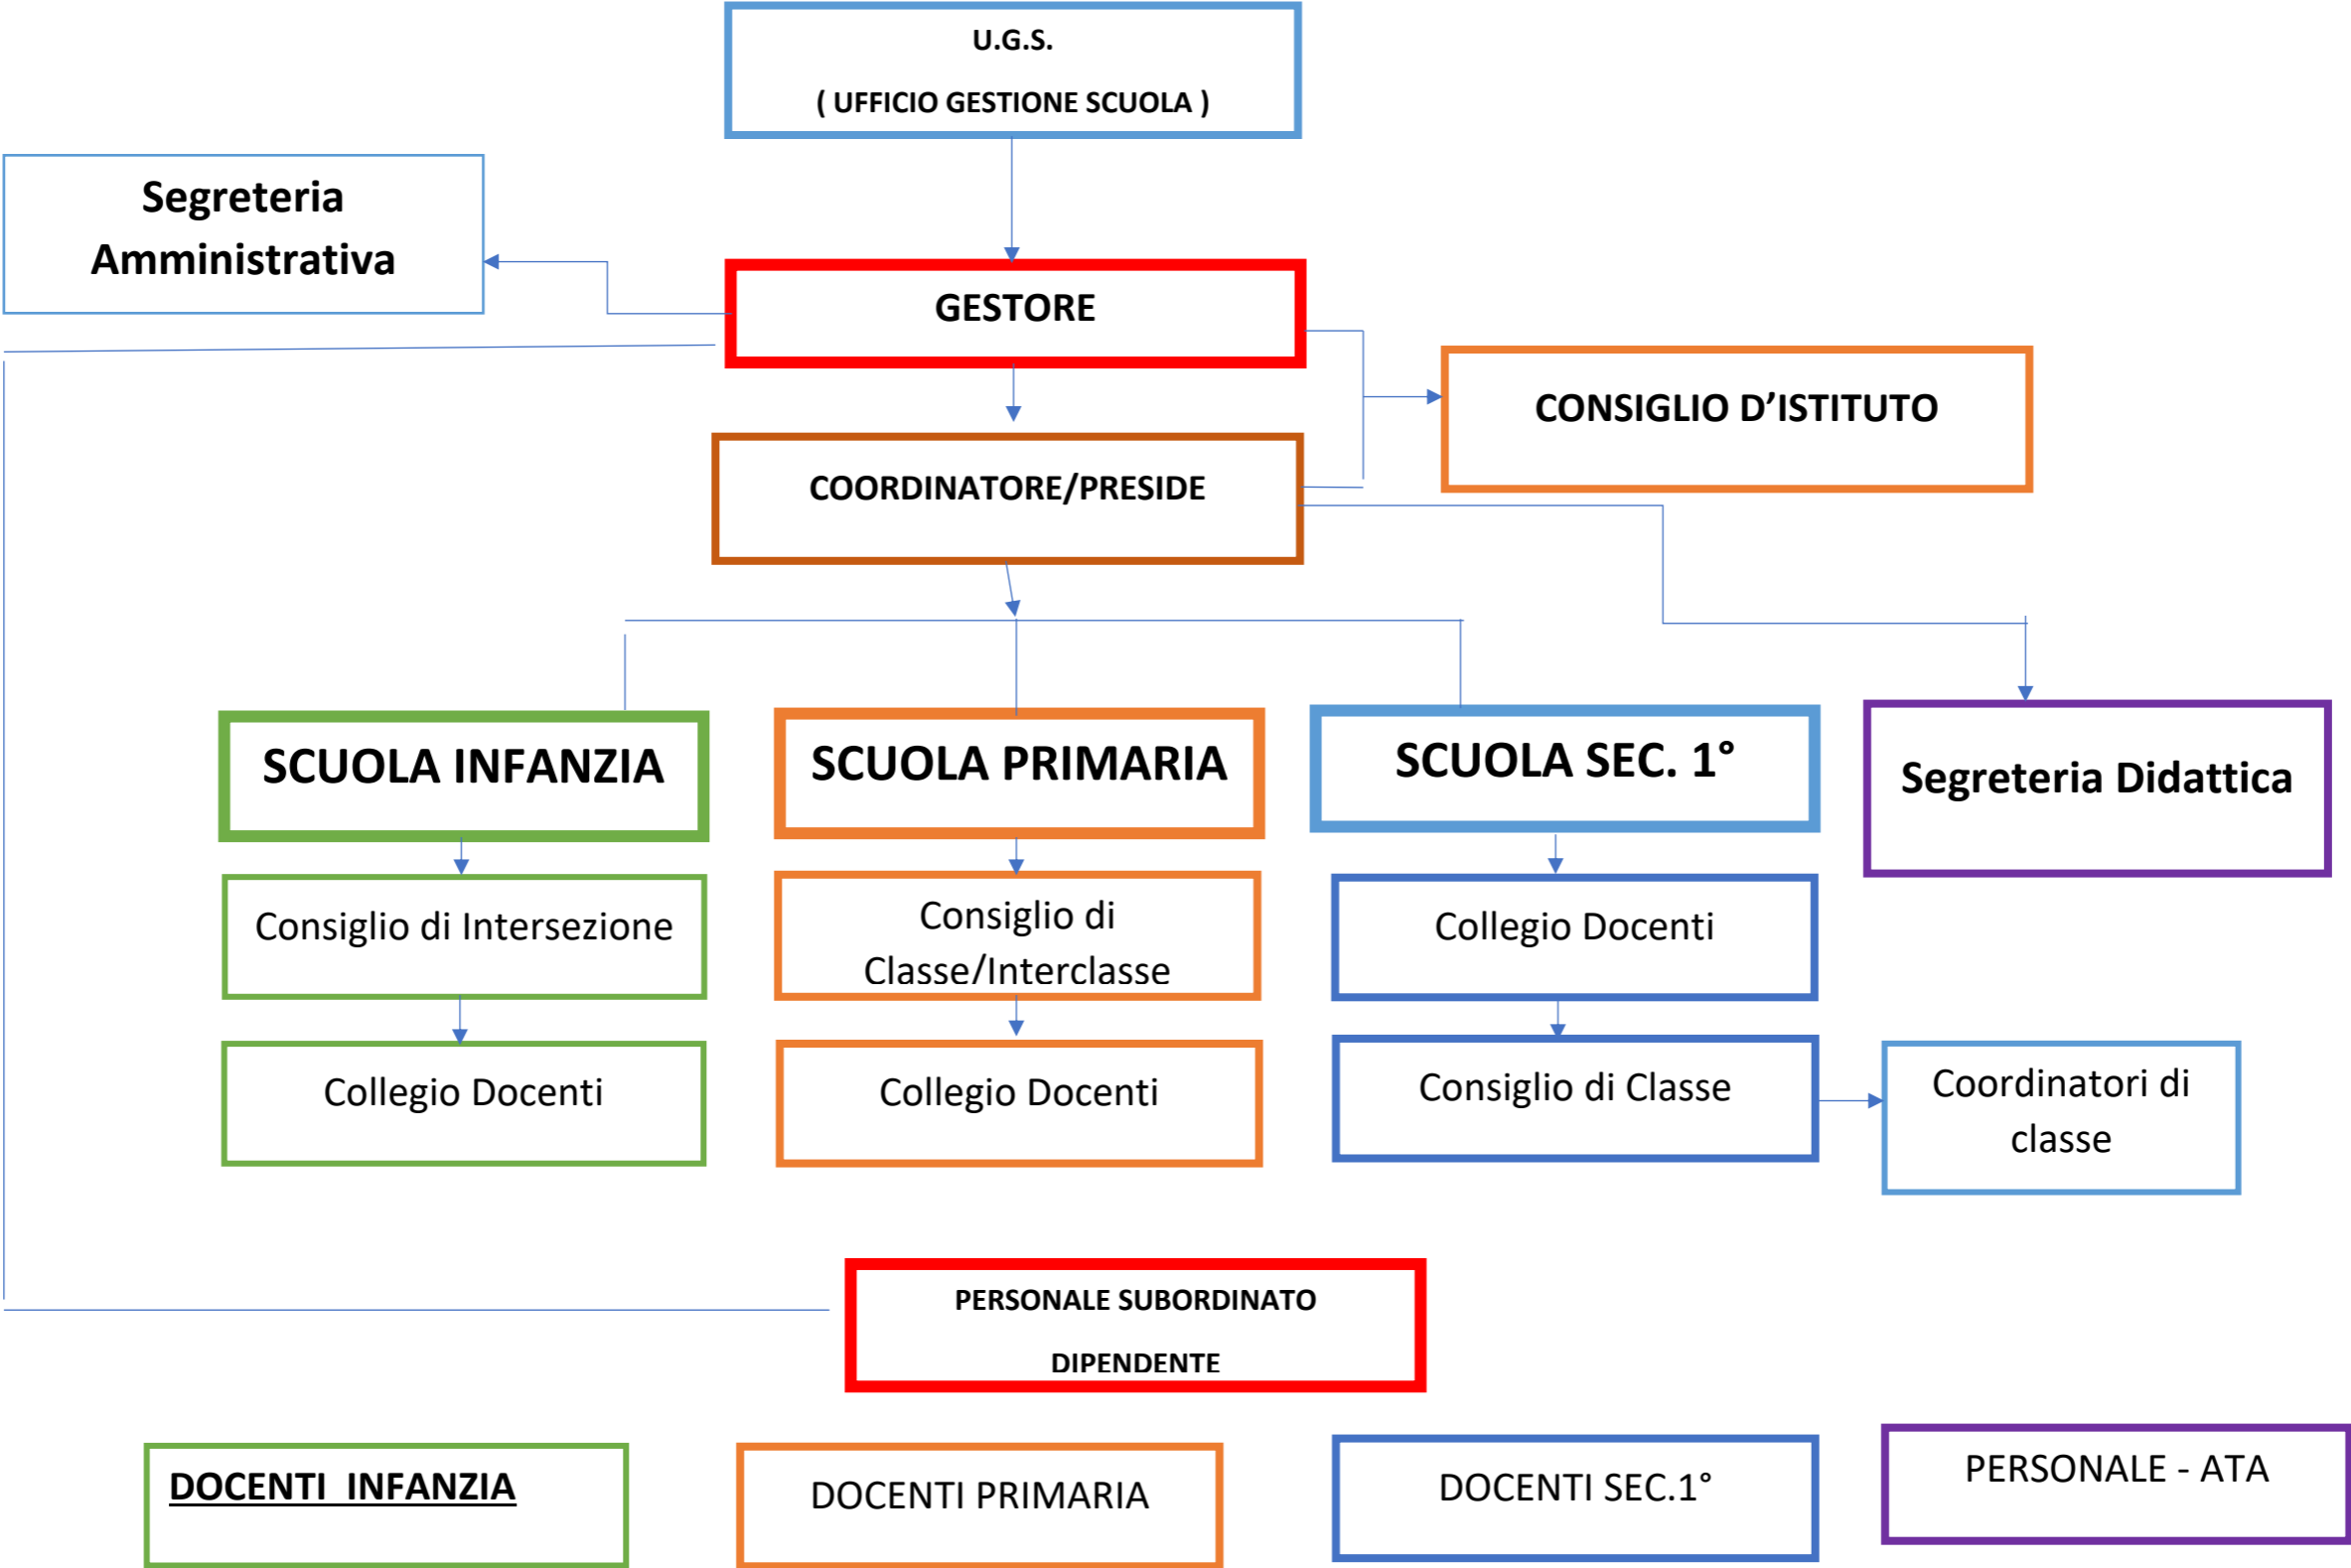 U.G.S.
( UFFICIO GESTIONE SCUOLA )
Segreteria
Amministrativa
GESTORE
CONSIGLIO D’ISTITUTO
COORDINATORE/PRESIDE
SCUOLA INFANZIA
SCUOLA PRIMARIA
SCUOLA SEC. 1°
Segreteria Didattica
Consiglio di Intersezione
Consiglio di
Classe/Interclasse
Collegio Docenti
Collegio Docenti
Collegio Docenti
Consiglio di Classe
Coordinatori di
classe
PERSONALE SUBORDINATO
DIPENDENTE
DOCENTI  INFANZIA
DOCENTI PRIMARIA
DOCENTI SEC.1°
PERSONALE - ATA